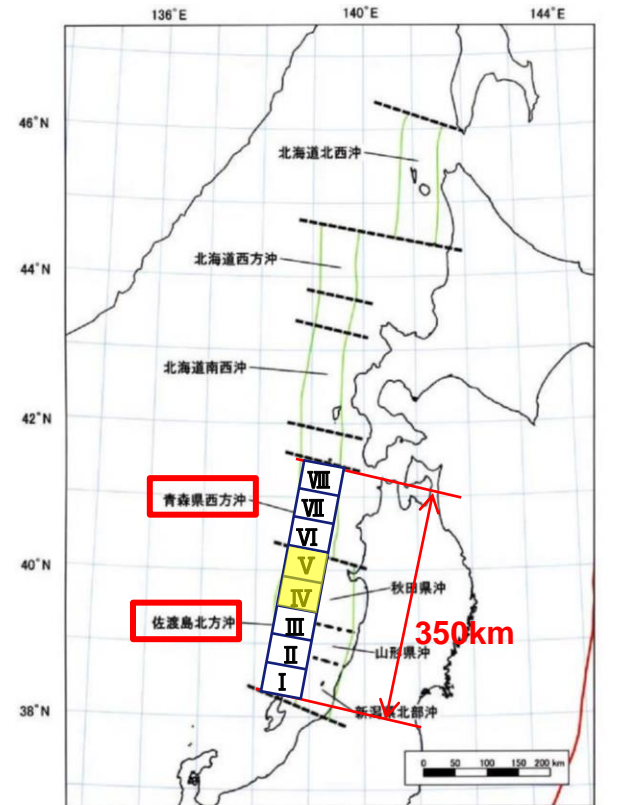 136°E 140°E 144°E
46°N
北海道北西沖
44°N
北海道西方沖
北海道南西沖
42°N
青森県西方沖
Ⅷ
Ⅶ
Ⅵ
40°N
Ⅴ
秋田県沖
Ⅳ
佐渡島北方沖
Ⅲ
350km
Ⅱ
山形県沖
Ⅰ
新潟県北部沖
38°N
0 50 100 150 200 km